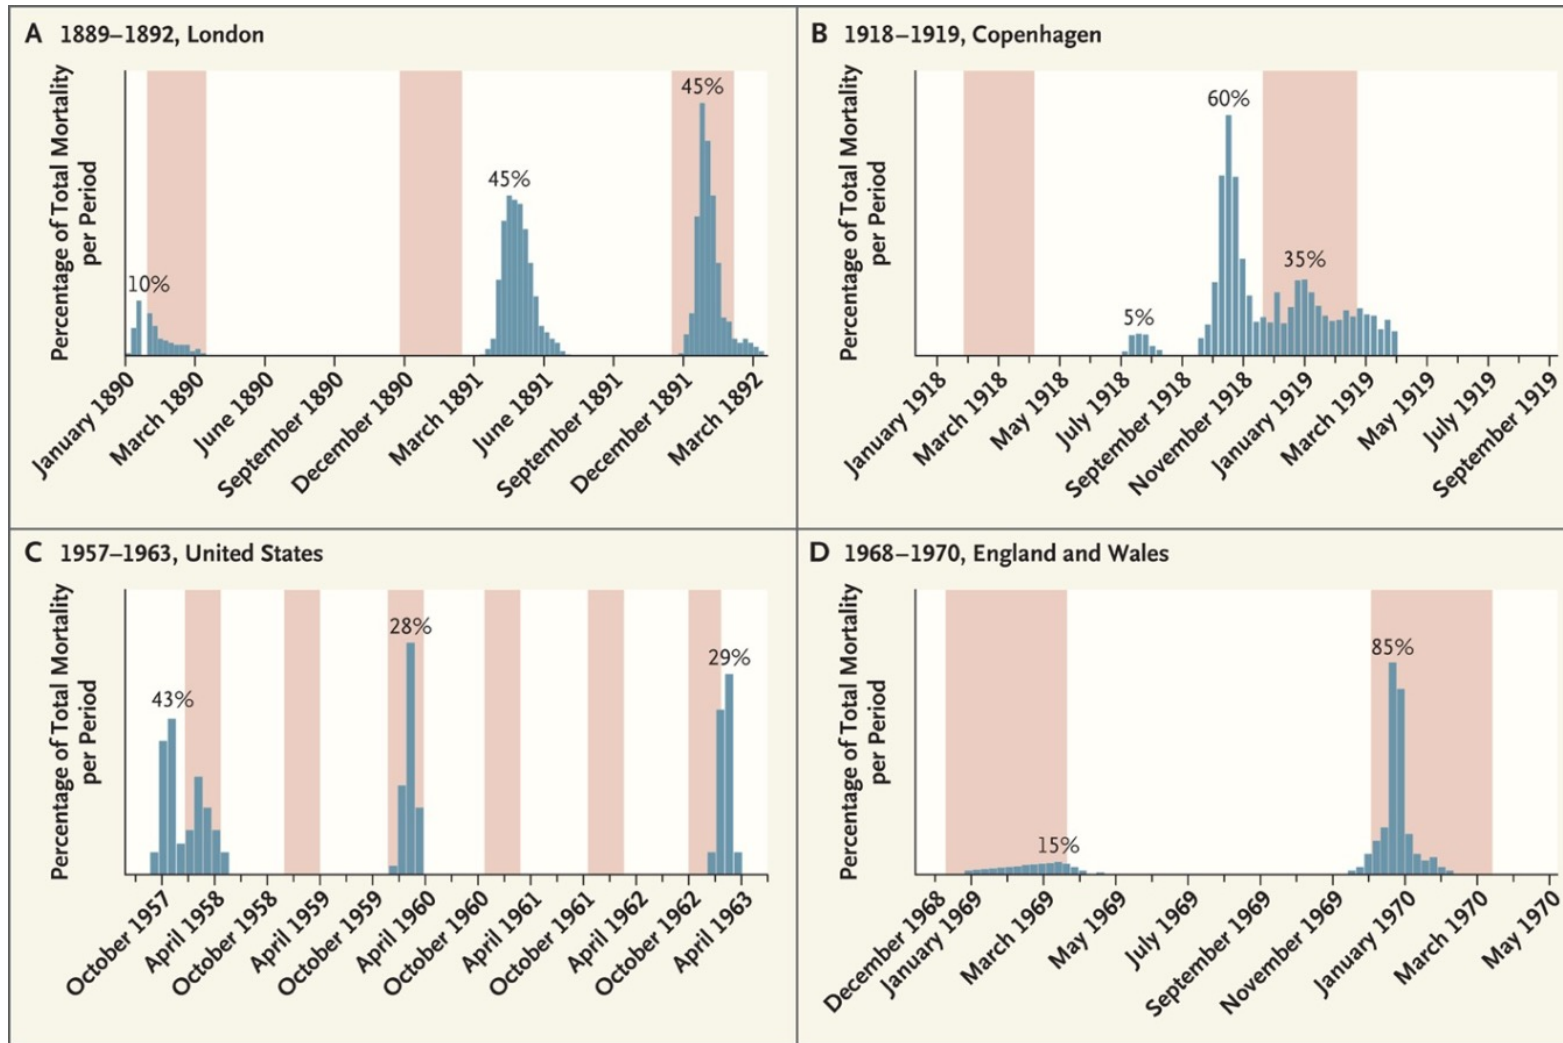 A 1889–1892, London
Percentage of Total Mortality
per Period
10%
45%
45%
January 1890
March 1890
June 1890
September 1890
December 1890
March 1891
June 1891
September 1891
December 1891
March 1892
B 1918–1919, Copenhagen
Percentage of Total Mortality
per Period
5%
60%
35%
January 1918
March 1918
May 1918
July 1918
September 1918
November 1918
January 1919
March 1919
May 1919
July 1919
September 1919
C 1957–1963, United States
Percentage of Total Mortality
per Period
43%
28%
29%
October 1957
April 1958
October 1958
April 1959
October 1959
April 1960
October 1960
April 1961
October 1961
April 1962
October 1962
April 1963
D 1968–1970, England and Wales
Percentage of Total Mortality
per Period
15%
85%
December 1968
January 1969
March 1969
May 1969
July 1969
September 1969
November 1969
January 1970
March 1970
May 1970